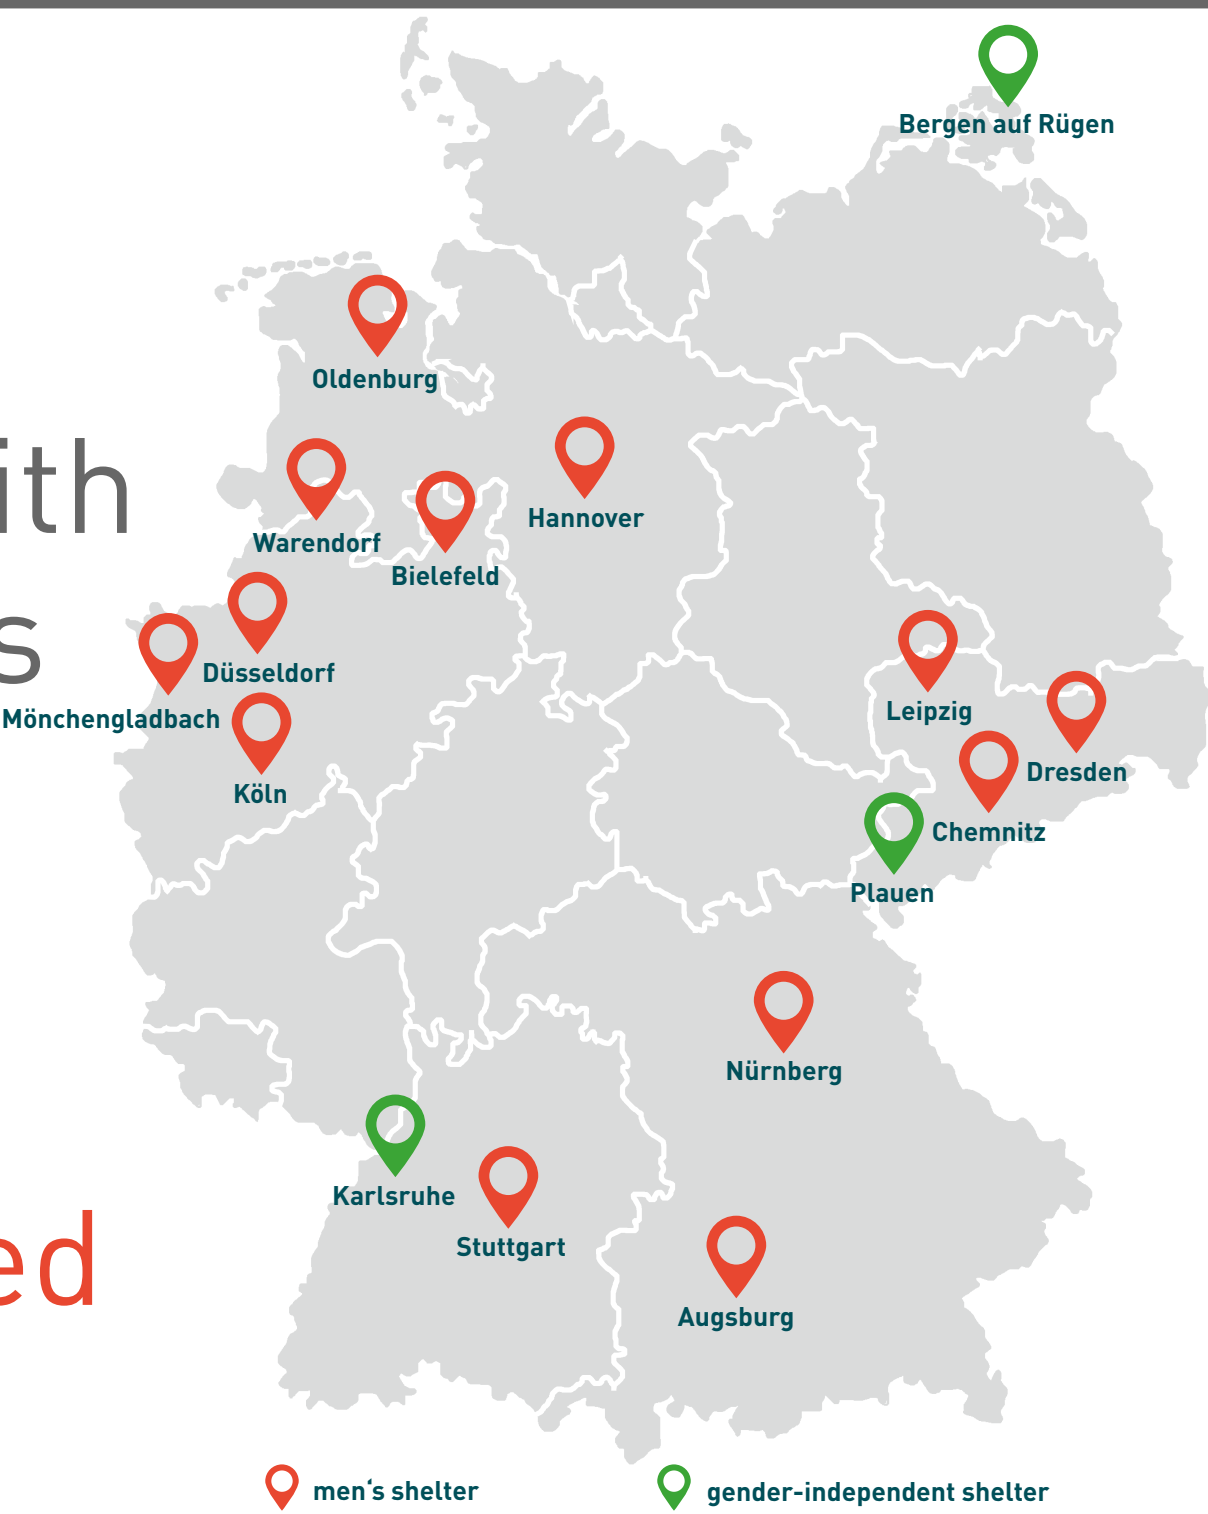 Bergen auf Rügen
Oldenburg
ith
Hannover
Warendorf
Bielefeld
s
Düsseldorf
Leipzig
Mönchengladbach
Dresden
Köln
Chemnitz
Plauen
Nürnberg
Karlsruhe
ed
Stuttgart
Augsburg
men‘s shelter
gender-independent shelter